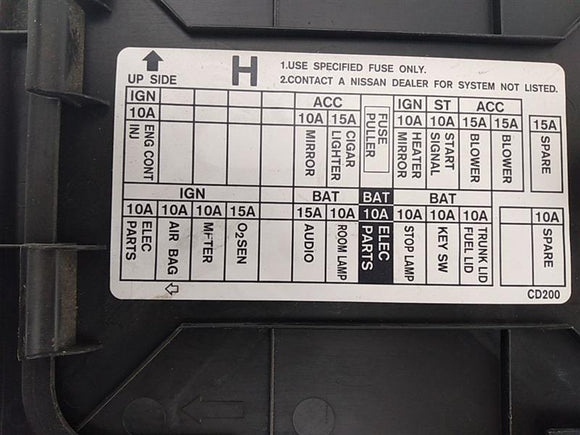 UP SIDE
H
1.USE SPECIFIED FUSE ONLY.
2.CONTACT A NISSAN DEALER FOR SYSTEM NOT LISTED.
IGN ACC IGN ST ACC
10A 10A 15A FUSE PULLER 10A 10A 15A 15A 15A
ENG CONT INJ MIRROR CIGAR LIGHTER HEATER MIRROR START SIGNAL BLOWER BLOWER SPARE
IGN BAT BAT BAT
10A 10A 10A 15A 15A 10A 10A 10A 10A 10A 10A
ELEC PARTS AIR BAG METER O2SEN AUDIO ROOM LAMP ELEC PARTS STOP LAMP KEY SW TRUNK LID FUEL LID SPARE
CD200